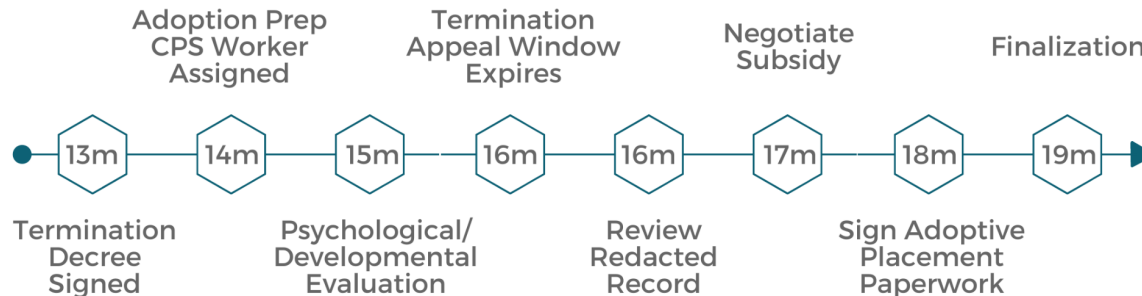 Adoption Prep
CPS Worker
Assigned
Termination
Appeal Window
Expires
Negotiate
Subsidy
Finalization
13m
14m
15m
16m
16m
17m
18m
19m
Termination
Decree
Signed
Psychological/
Developmental
Evaluation
Review
Redacted
Record
Sign Adoptive
Placement
Paperwork